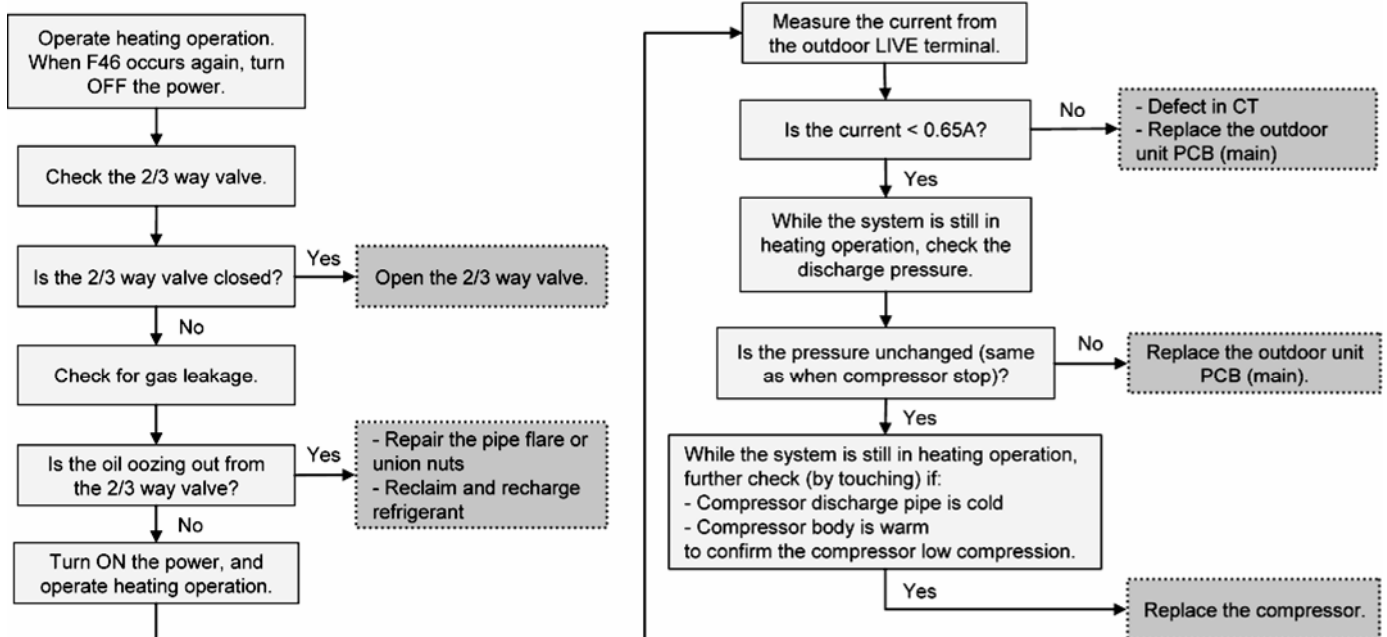 Operate heating operation.
When F46 occurs again, turn
OFF the power.
Check the 2/3 way valve.
Is the 2/3 way valve closed?
Yes
Open the 2/3 way valve.
No
Check for gas leakage.
Is the oil oozing out from
the 2/3 way valve?
Yes
- Repair the pipe flare or
union nuts
- Reclaim and recharge
refrigerant
No
Turn ON the power, and
operate heating operation.
Measure the current from
the outdoor LIVE terminal.
Is the current < 0.65A?
No
- Defect in CT
- Replace the outdoor
unit PCB (main)
Yes
While the system is still in
heating operation, check the
discharge pressure.
Is the pressure unchanged (same
as when compressor stop)?
No
Replace the outdoor unit
PCB (main).
Yes
While the system is still in heating operation,
further check (by touching) if:
- Compressor discharge pipe is cold
- Compressor body is warm
to confirm the compressor low compression.
Yes
Replace the compressor.